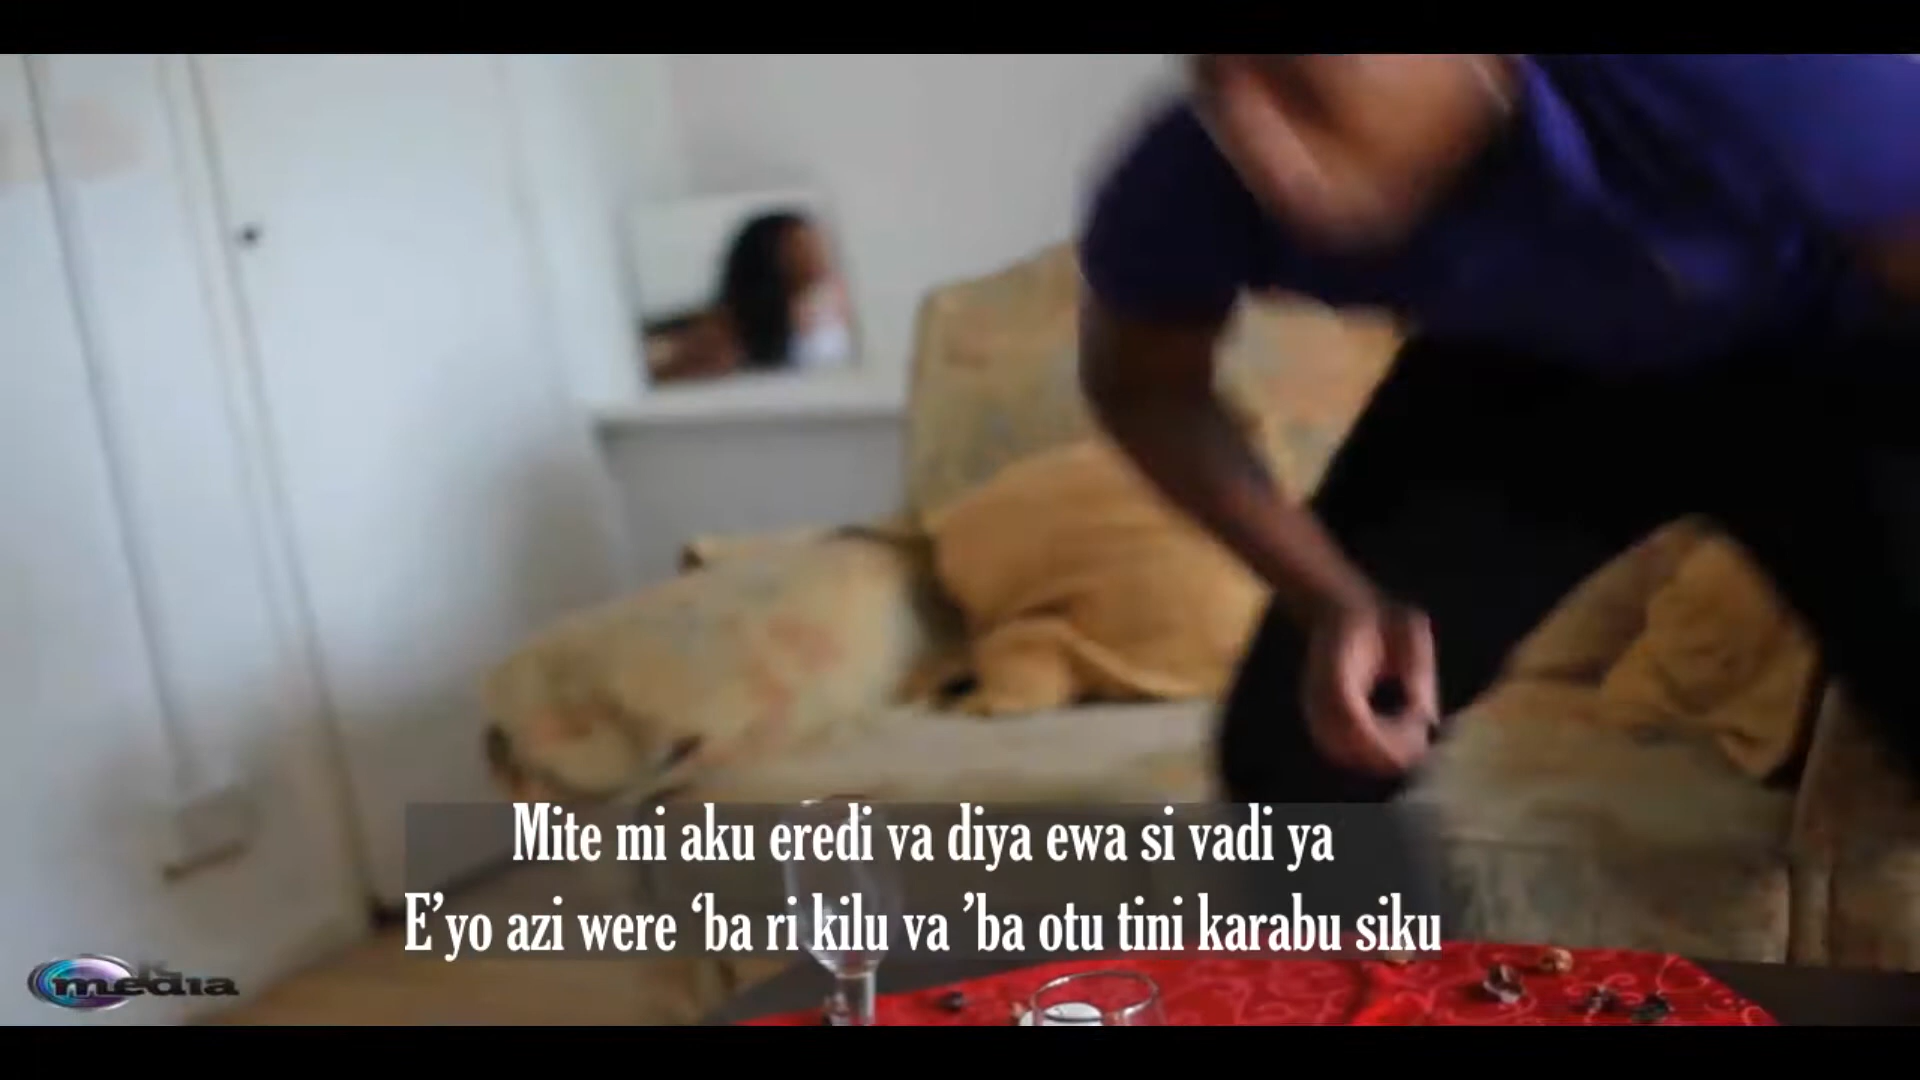 Mite mi aku eredi va diya ewa si vadi ya
E’yo azi were ‘ba ri kilu va ’ba otu tini karabu siku
media